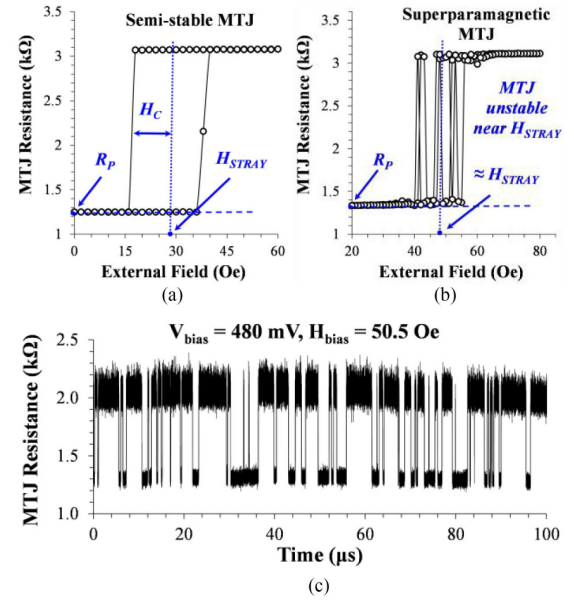 (a)
Semi-stable MTJ
MTJ Resistance (kΩ)
3.5
3
2.5
2
1.5
1
H_C
R_P
H_STRAY
0 15 30 45 60
External Field (Oe)
(a)
(b)
Superparamagnetic
MTJ
MTJ Resistance (kΩ)
3.5
3
2.5
2
1.5
1
MTJ
unstable
near H_STRAY
R_P
≈ H_STRAY
20 40 60 80
External Field (Oe)
(b)
V_bias = 480 mV, H_bias = 50.5 Oe
MTJ Resistance (kΩ)
2.5
2.0
1.5
1.0
0 20 40 60 80 100
Time (µs)
(c)